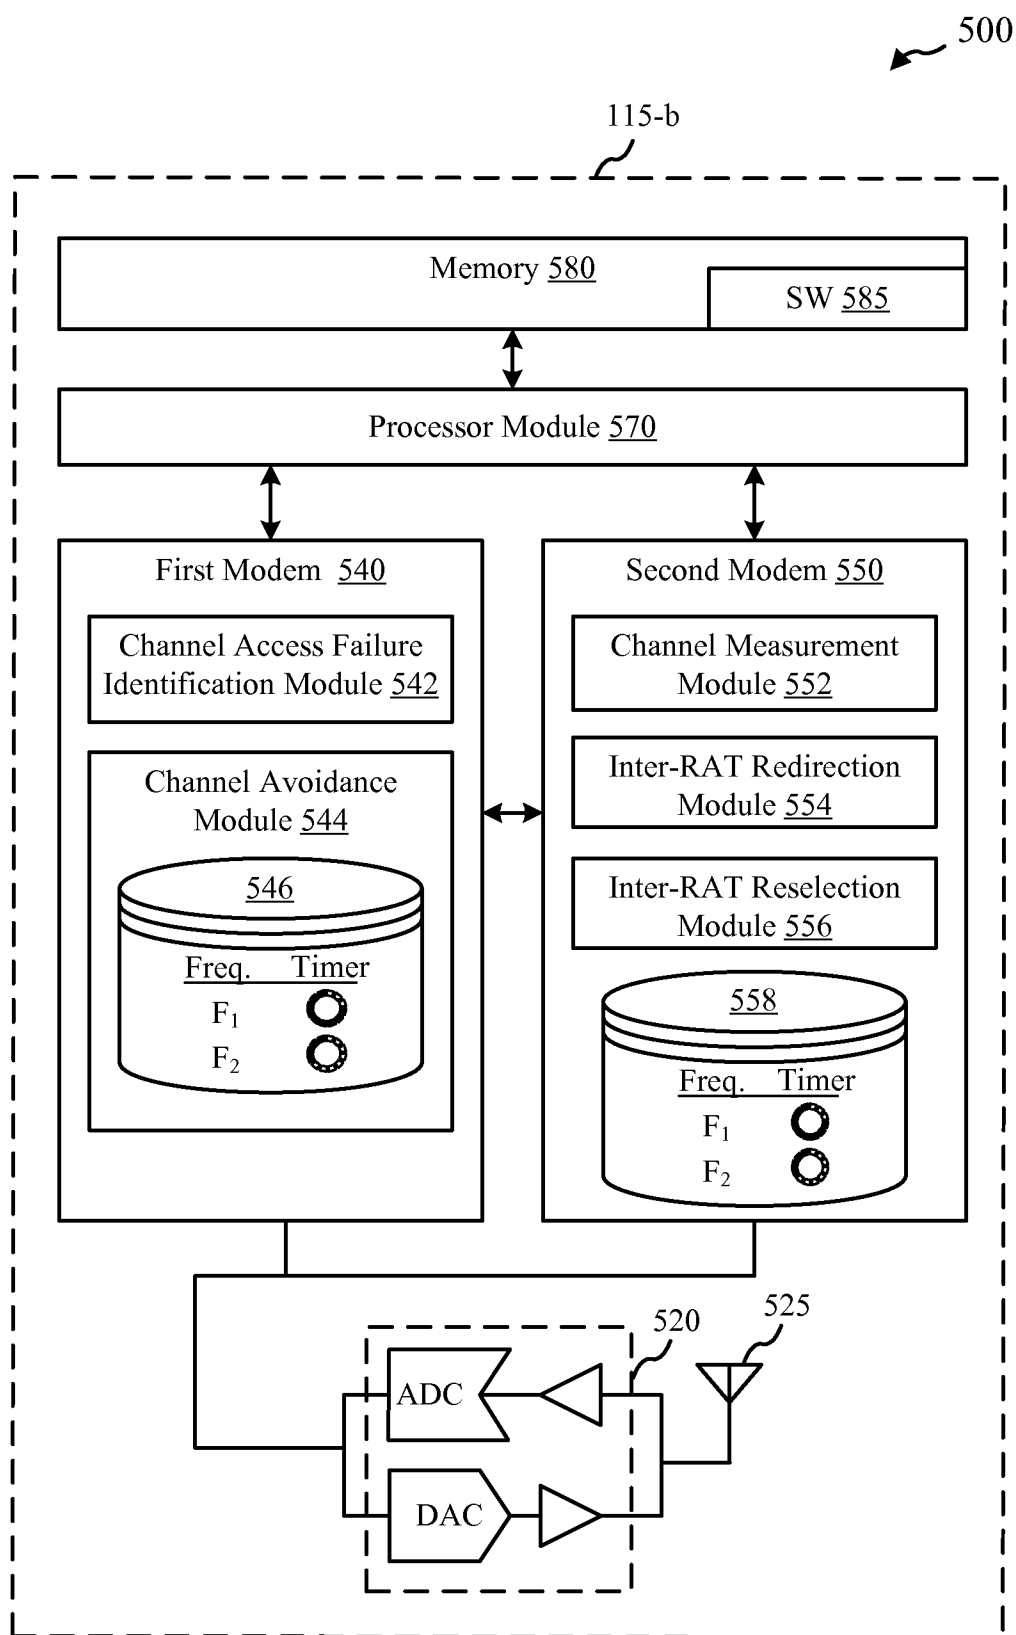 500
115-b
Memory 580
SW 585
Processor Module 570
First Modem 540
Channel Access Failure
Identification Module 542
Channel Avoidance
Module 544
546
Freq. Timer
F₁
F₂
Second Modem 550
Channel Measurement
Module 552
Inter-RAT Redirection
Module 554
Inter-RAT Reselection
Module 556
558
Freq. Timer
F₁
F₂
520
525
ADC
DAC